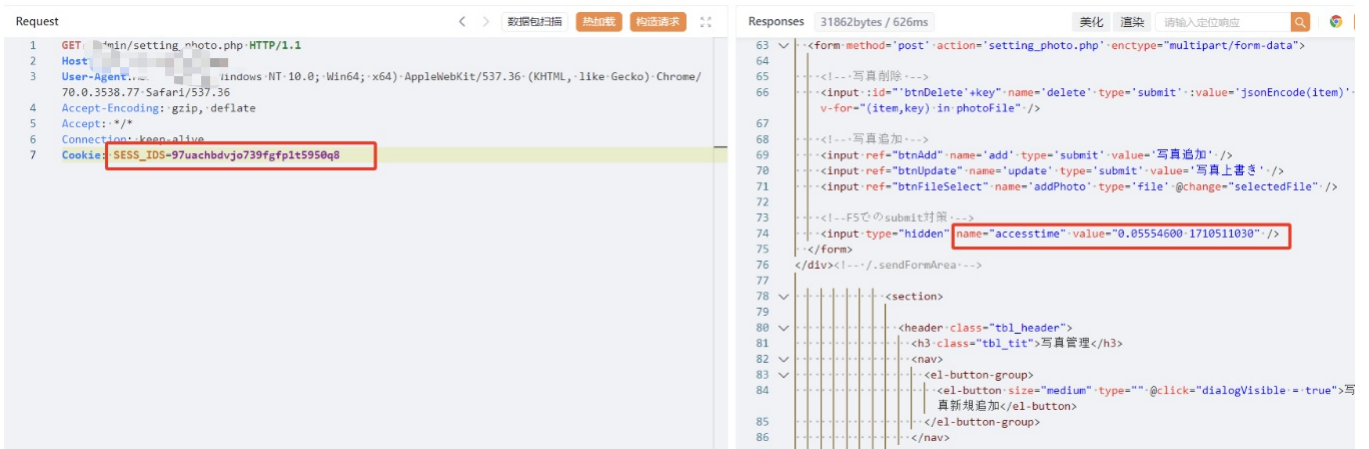 Request
数据包扫描 热加载 构造请求
1 GET min/setting_photo.php HTTP/1.1
2 Host
3 User-Agent: indows NT 10.0; Win64; x64) AppleWebKit/537.36 (KHTML, like Gecko) Chrome/
70.0.3538.77 Safari/537.36
4 Accept-Encoding: gzip, deflate
5 Accept: */*
6 Connection: keep-alive
7 Cookie: SESS_IDS=97uachbdvjo739fgfp1t5950q8
Responses 31862bytes / 626ms 美化 渲染 请输入定位响应
63 <form method='post' action='setting_photo.php' enctype="multipart/form-data">
64
65 <!-- 写真削除 -->
66 <input :id="'btnDelete'+key" name='delete' type='submit' :value='jsonEncode(item)'
v-for="(item,key) in photoFile" />
67
68 <!-- 写真追加 -->
69 <input ref="btnAdd" name='add' type='submit' value='写真追加' />
70 <input ref="btnUpdate" name='update' type='submit' value='写真上書き' />
71 <input ref="btnFileSelect" name='addPhoto' type='file' @change="selectedFile" />
72
73 <!--F5でのsubmit対策 -->
74 <input type="hidden" name="accesstime" value="0.05554600 1710511030" />
75 </form>
76 </div><!-- /.sendFormArea -->
77
78 <section>
79
80 <header class="tbl_header">
81 <h3 class="tbl_tit">写真管理</h3>
82 <nav>
83 <el-button-group>
84 <el-button size="medium" type="" @click="dialogVisible = true">写
真新規追加</el-button>
85 </el-button-group>
86 </nav>